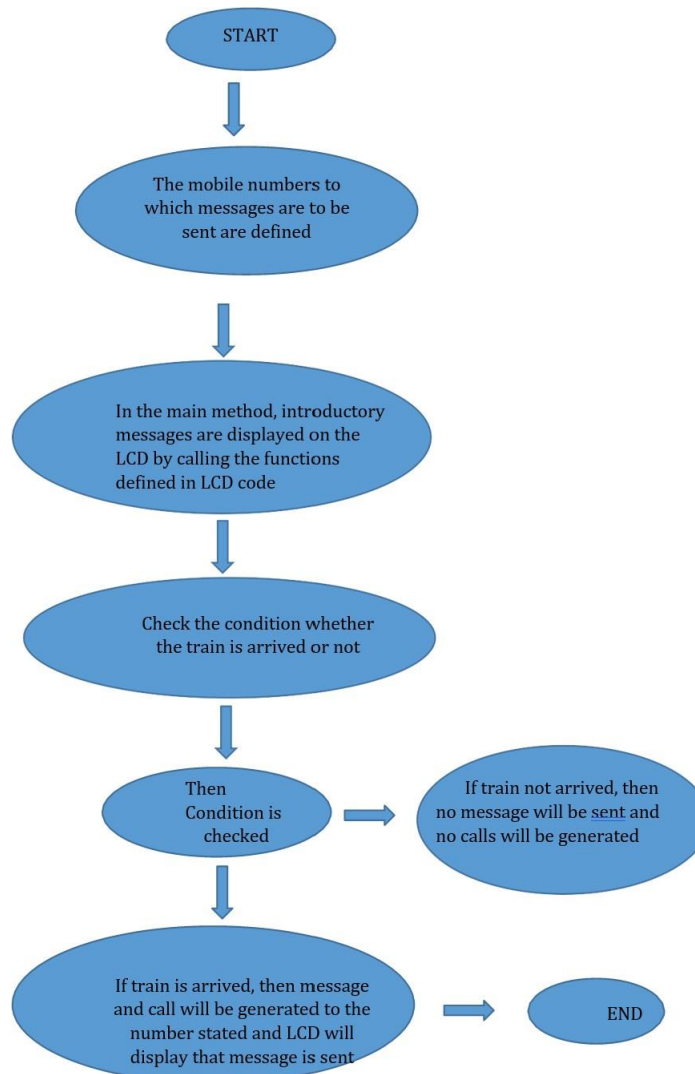 START
The mobile numbers to
which messages are to be
sent are defined
In the main method, introductory
messages are displayed on the
LCD by calling the functions
defined in LCD code
Check the condition whether
the train is arrived or not
Then
Condition is
checked
If train not arrived, then
no message will be sent and
no calls will be generated
If train is arrived, then message
and call will be generated to the
number stated and LCD will
display that message is sent
END